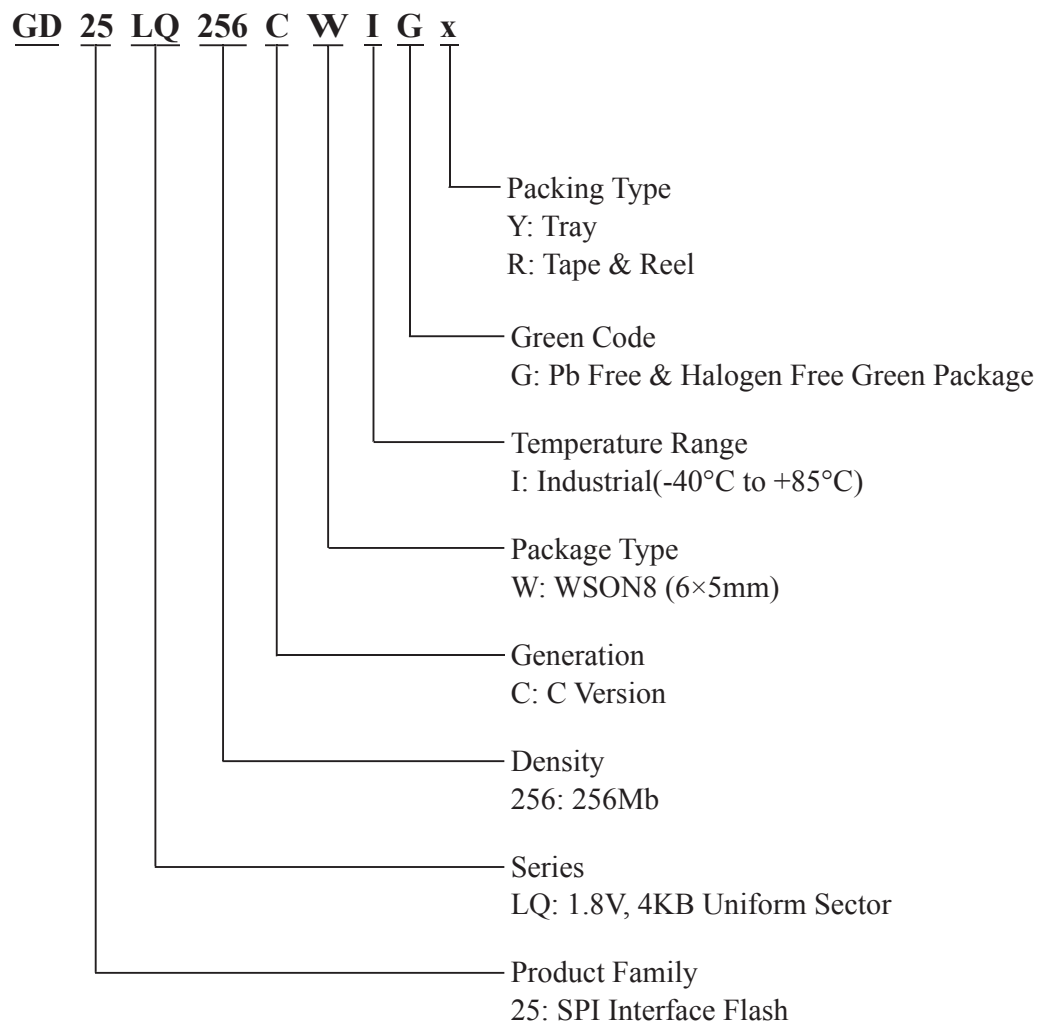 GD 25 LQ 256 C W I G x
Packing Type
Y: Tray
R: Tape & Reel
Green Code
G: Pb Free & Halogen Free Green Package
Temperature Range
I: Industrial(-40°C to +85°C)
Package Type
W: WSON8 (6×5mm)
Generation
C: C Version
Density
256: 256Mb
Series
LQ: 1.8V, 4KB Uniform Sector
Product Family
25: SPI Interface Flash